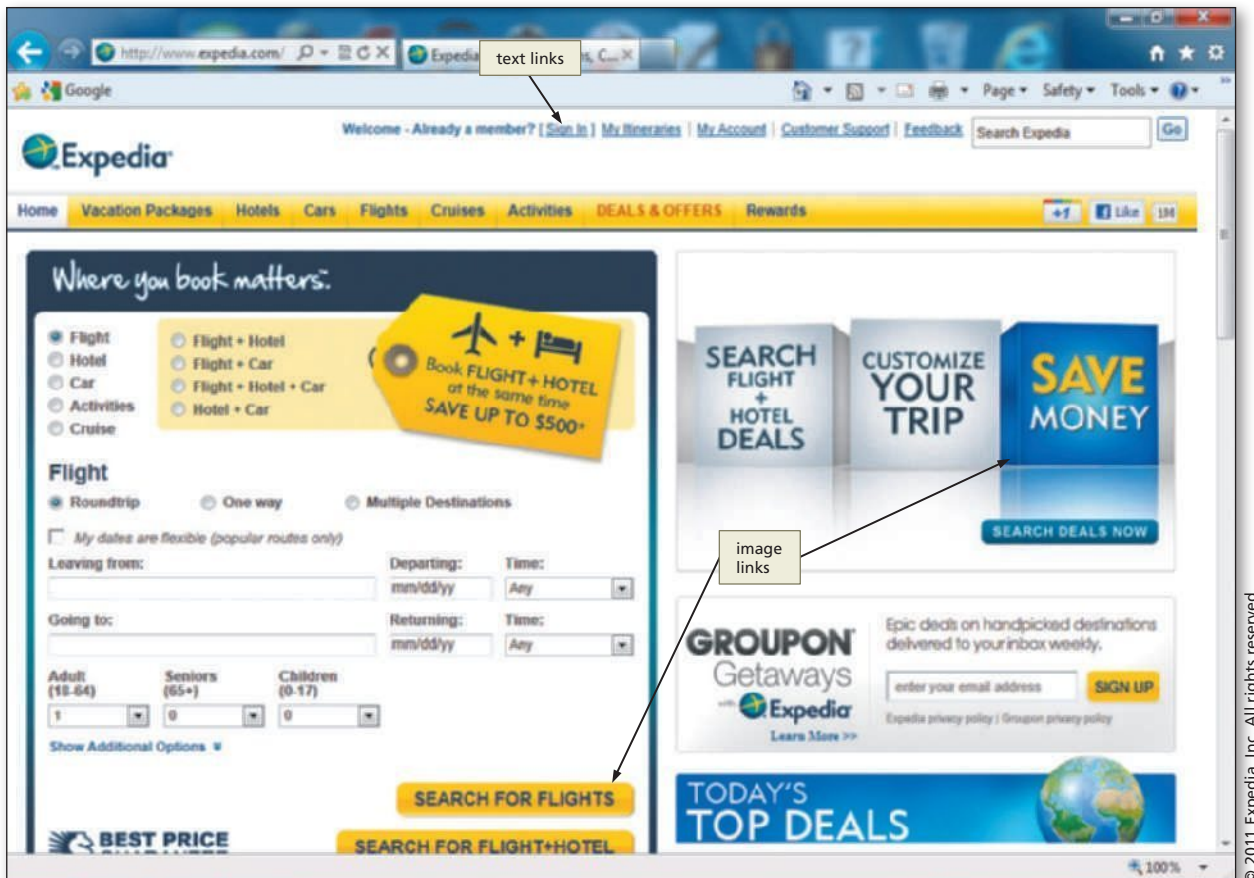 http://www.expedia.com/
Expedia
s, C...
text links
Google
Page Safety Tools
Expedia
Welcome - Already a member? [ Sign In ] My Itineraries | My Account | Customer Support | Feedback
Search Expedia
Go
Home Vacation Packages Hotels Cars Flights Cruises Activities DEALS & OFFERS Rewards
+1 Like
Where you book matters.™
Flight
Hotel
Car
Activities
Cruise
Flight + Hotel
Flight + Car
Flight + Hotel + Car
Hotel + Car
+
Book FLIGHT + HOTEL
at the same time
SAVE UP TO $500*
Flight
Roundtrip One way Multiple Destinations
My dates are flexible (popular routes only)
Leaving from: Departing: Time:
mm/dd/yy Any
Going to: Returning: Time:
mm/dd/yy Any
Adult Seniors Children
(18-64) (65+) (0-17)
1 0 0
Show Additional Options
SEARCH FOR FLIGHTS
SEARCH FOR FLIGHT+HOTEL
BEST PRICE
GUARANTEE
SEARCH
FLIGHT
+
HOTEL
DEALS
CUSTOMIZE
YOUR
TRIP
SAVE
MONEY
SEARCH DEALS NOW
image
links
GROUPON
Getaways
with Expedia
Learn More >>
Epic deals on handpicked destinations
delivered to your inbox weekly.
enter your email address
SIGN UP
Expedia privacy policy | Groupon privacy policy
TODAY'S
TOP DEALS
100%
© 2011 Expedia, Inc. All rights reserved